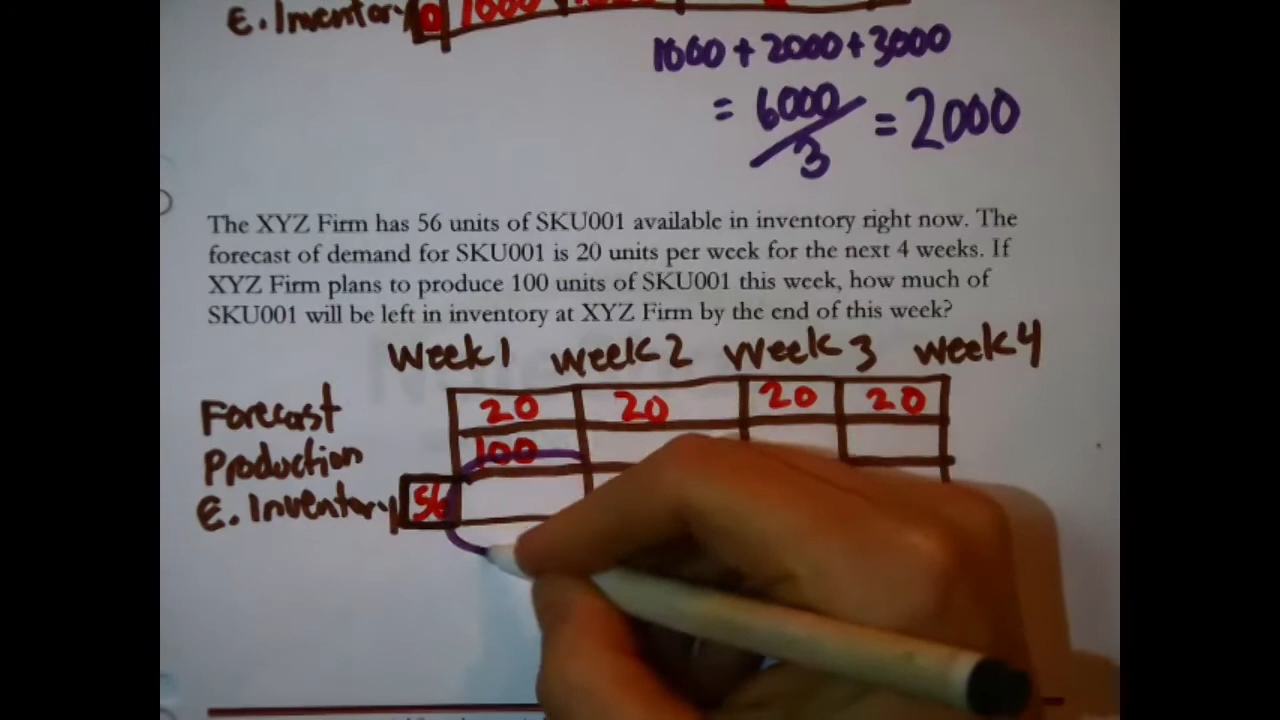 E. Inventory 0 1000
1000 + 2000 + 3000
= 6000/3 = 2000
The XYZ Firm has 56 units of SKU001 available in inventory right now. The
forecast of demand for SKU001 is 20 units per week for the next 4 weeks. If
XYZ Firm plans to produce 100 units of SKU001 this week, how much of
SKU001 will be left in inventory at XYZ Firm by the end of this week?
Week 1 Week 2 Week 3 Week 4
Forecast 20 20 20 20
Production 100
E. Inventory 56